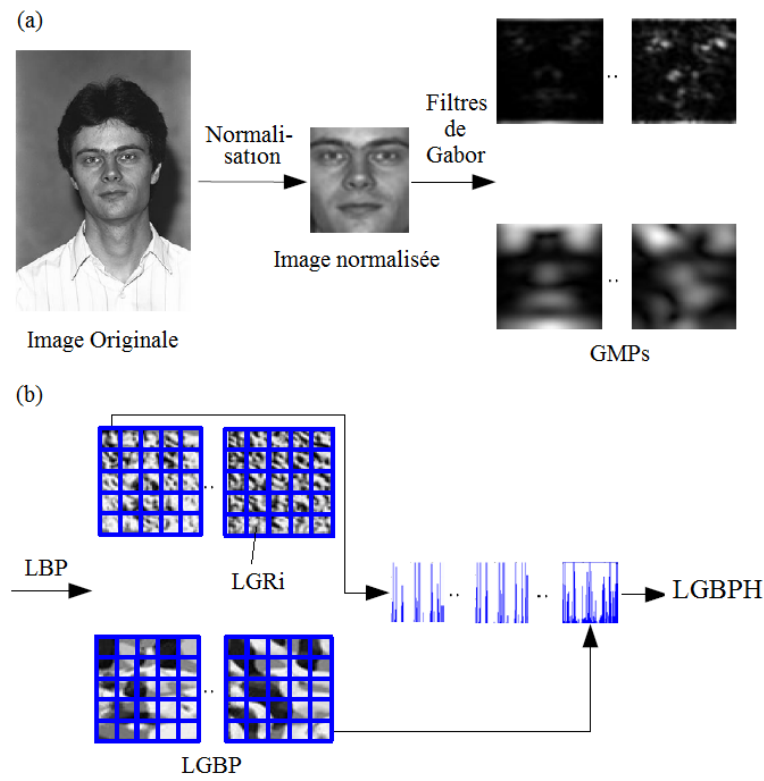 (a)
Normali-
sation
Filtres
de
Gabor
..
Image normalisée
..
Image Originale
GMPs
(b)
..
LBP
LGRi
..
..
LGBPH
..
LGBP